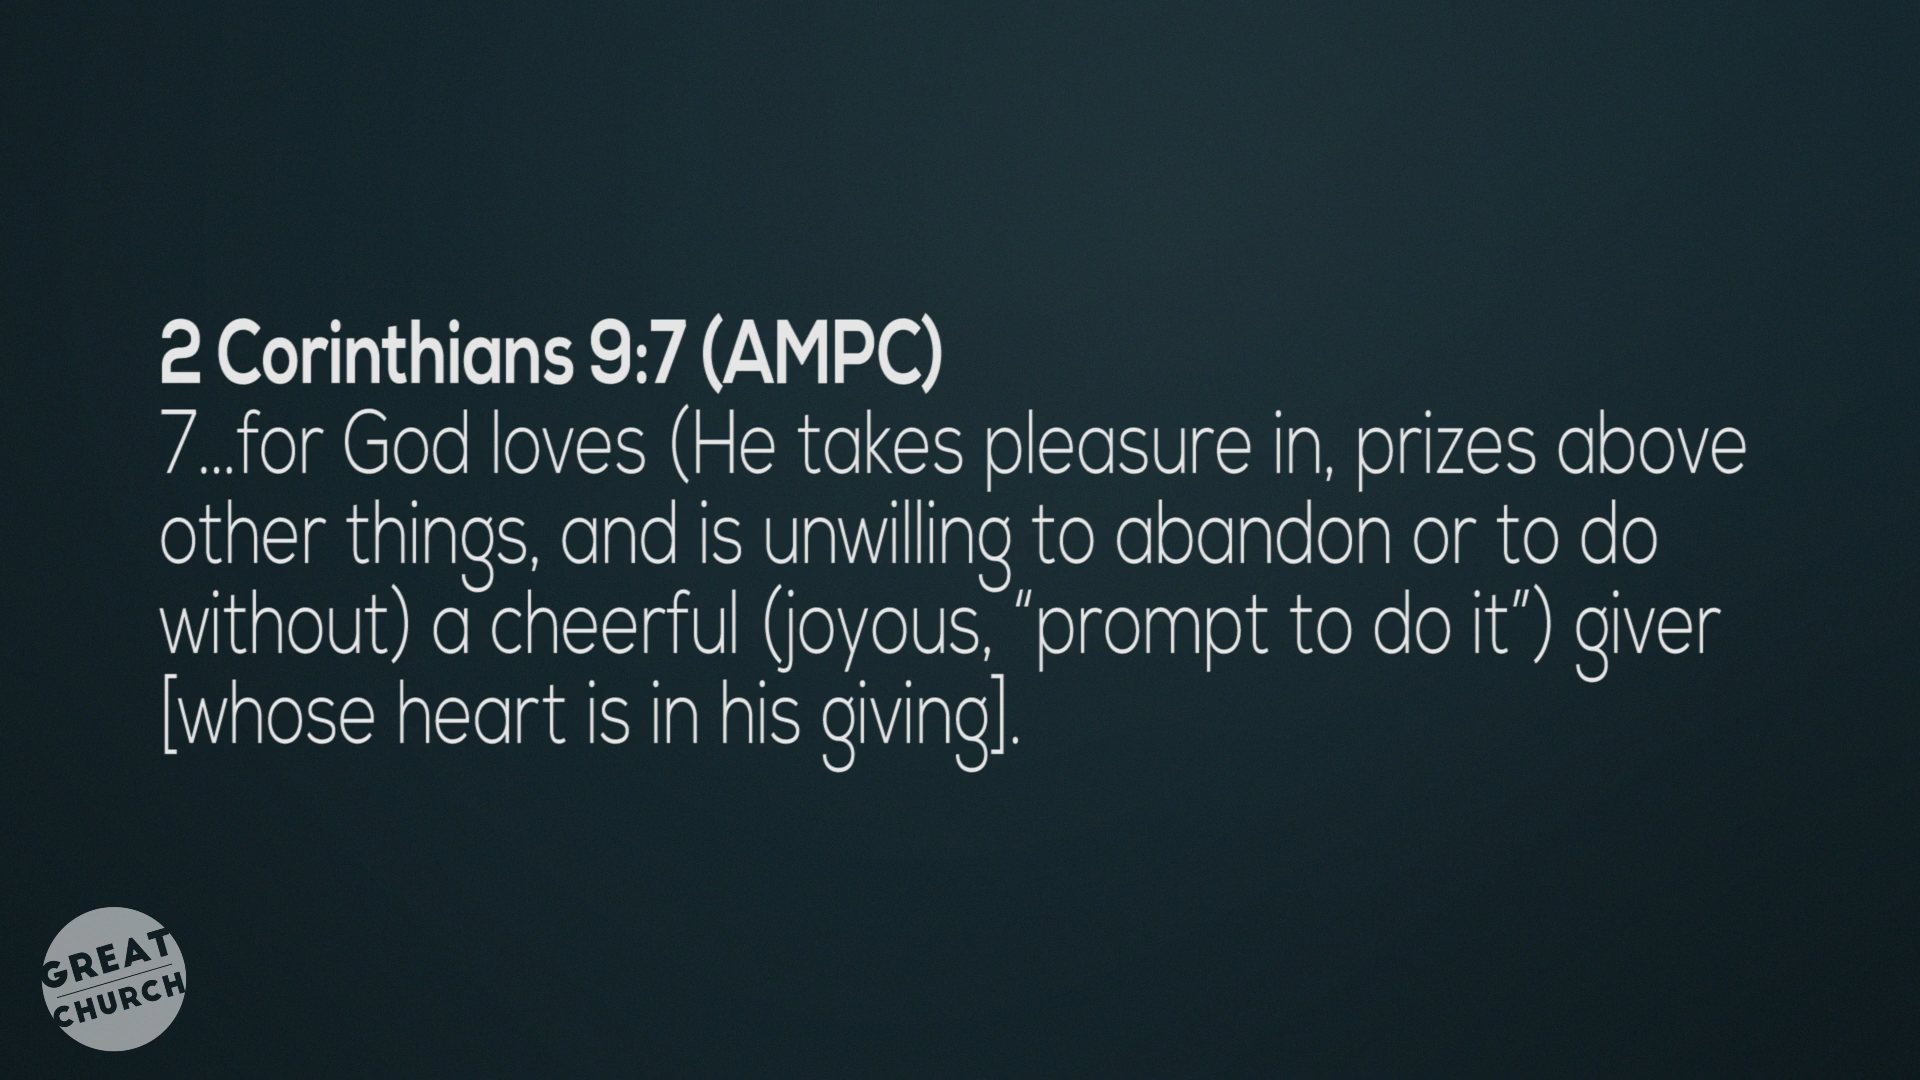 2 Corinthians 9:7 (AMPC)
7...for God loves (He takes pleasure in, prizes above
other things, and is unwilling to abandon or to do
without) a cheerful (joyous, “prompt to do it”) giver
[whose heart is in his giving].
GREAT
CHURCH